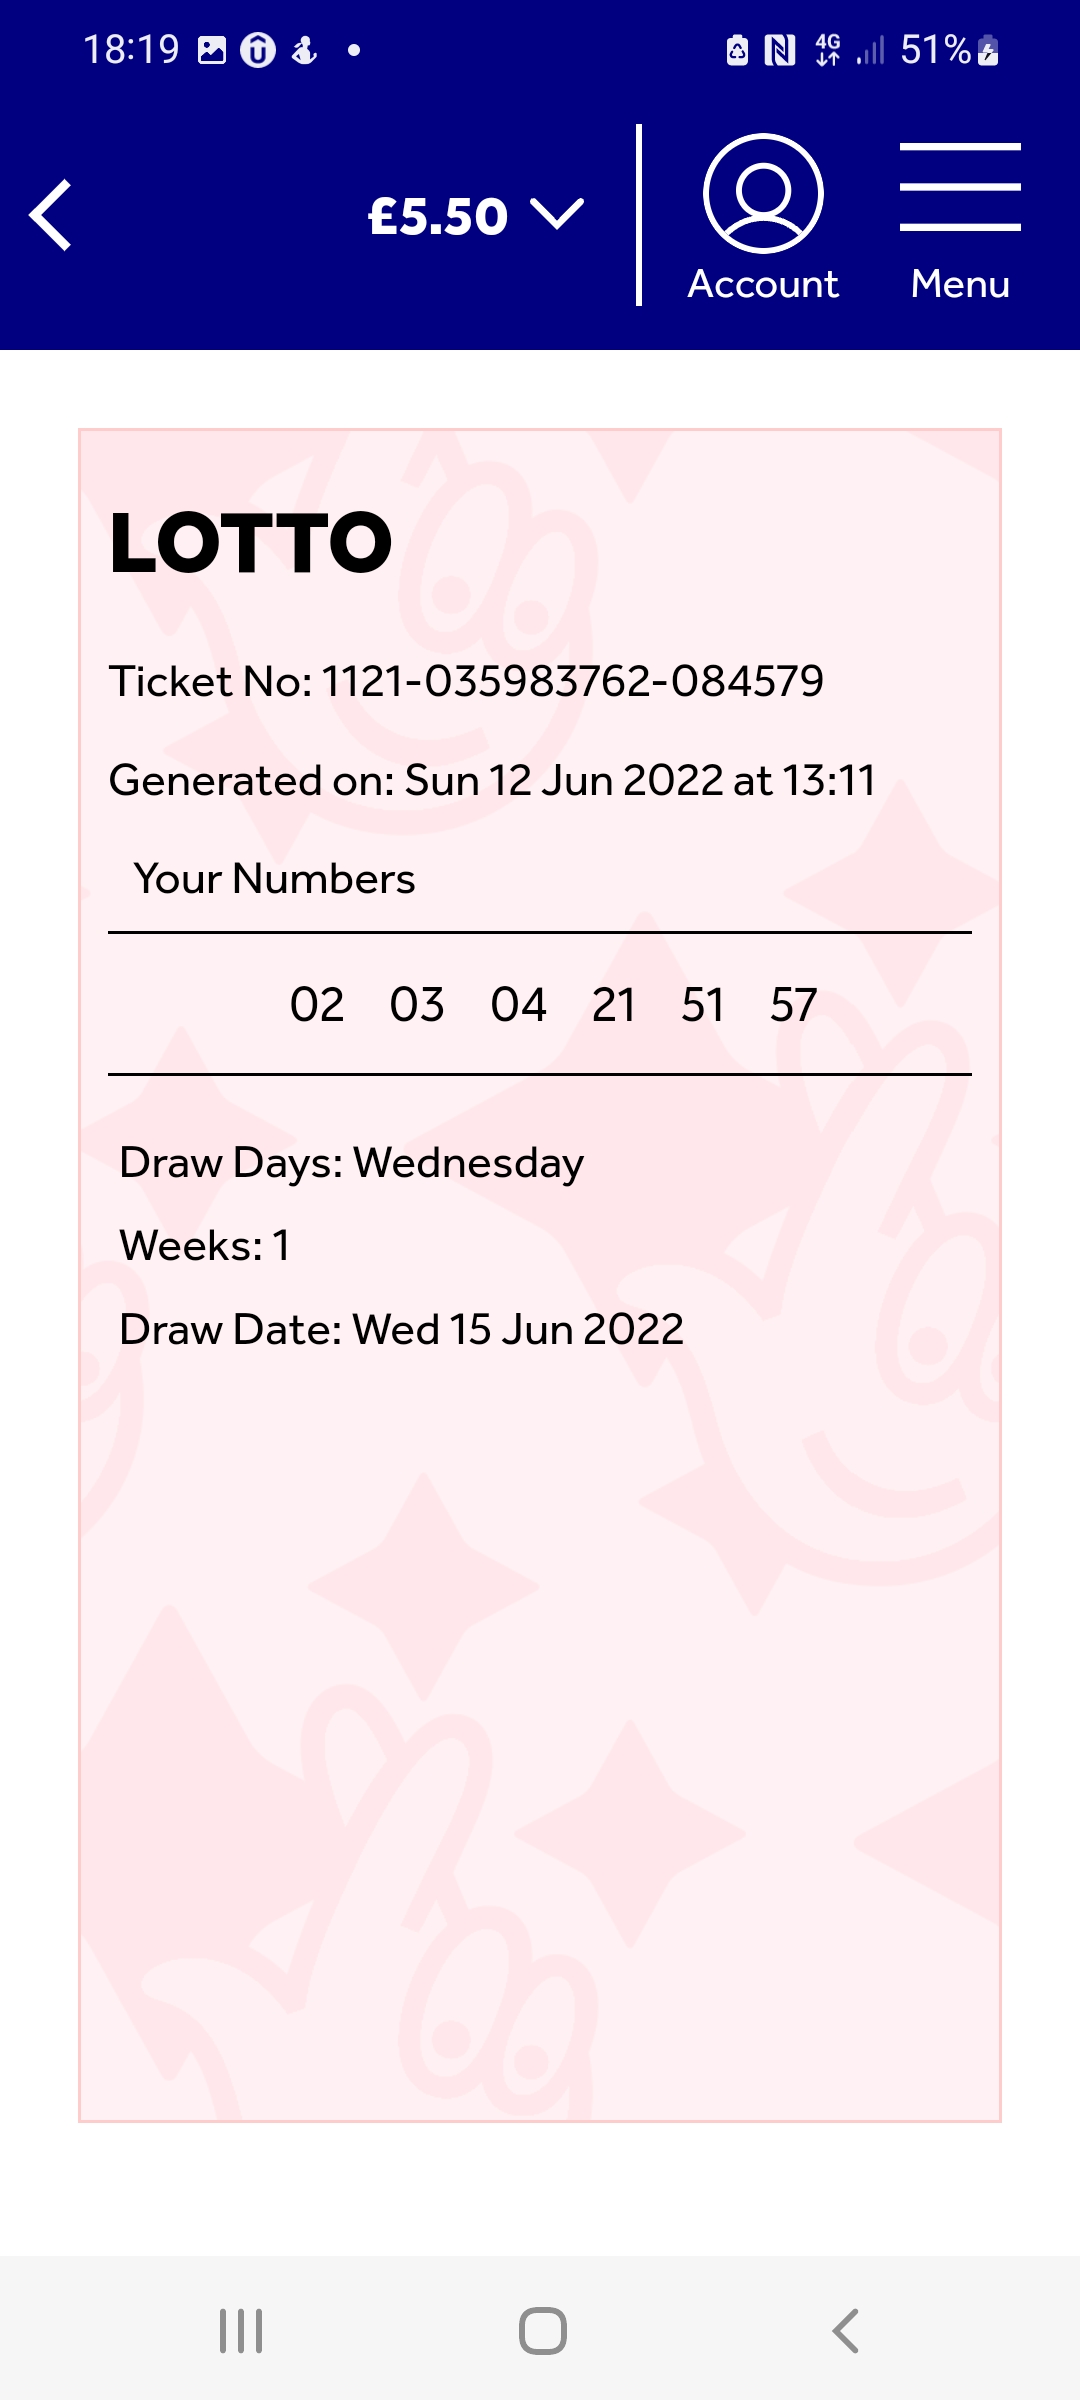 18:19 4G 51%
£5.50
Account Menu
LOTTO
Ticket No: 1121-035983762-084579
Generated on: Sun 12 Jun 2022 at 13:11
Your Numbers
02 03 04 21 51 57
Draw Days: Wednesday
Weeks: 1
Draw Date: Wed 15 Jun 2022